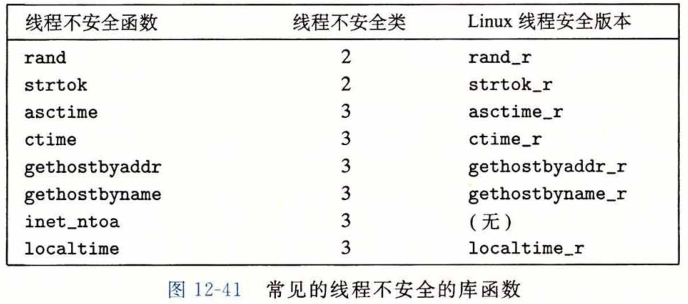 线程不安全函数 线程不安全类 Linux 线程安全版本
rand 2 rand_r
strtok 2 strtok_r
asctime 3 asctime_r
ctime 3 ctime_r
gethostbyaddr 3 gethostbyaddr_r
gethostbyname 3 gethostbyname_r
inet_ntoa 3 (无)
localtime 3 localtime_r
图 12-41 常见的线程不安全的库函数